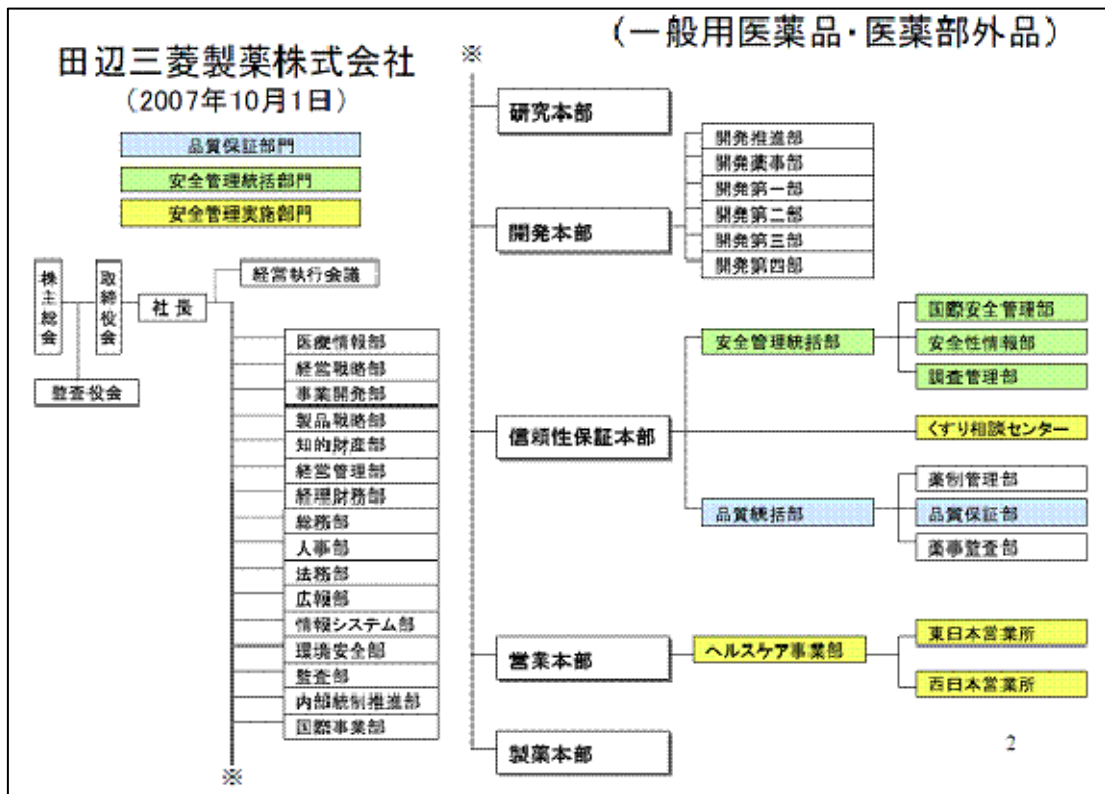 田辺三菱製薬株式会社
（2007年10月1日）
（一般用医薬品・医薬部外品）
品質保証部門
安全管理統括部門
安全管理実施部門
株主総会
取締役会
社長
経営執行会議
監査役会
医療情報部
経営戦略部
事業開発部
製品戦略部
知的財産部
経営管理部
経理財務部
総務部
人事部
法務部
広報部
情報システム部
環境安全部
監査部
内部統制推進部
国際事業部
※
※
研究本部
開発本部
開発推進部
開発薬事部
開発第一部
開発第二部
開発第三部
開発第四部
信頼性保証本部
安全管理統括部
国際安全管理部
安全性情報部
調査管理部
くすり相談センター
品質統括部
薬制管理部
品質保証部
薬事監査部
営業本部
ヘルスケア事業部
東日本営業所
西日本営業所
製薬本部
2